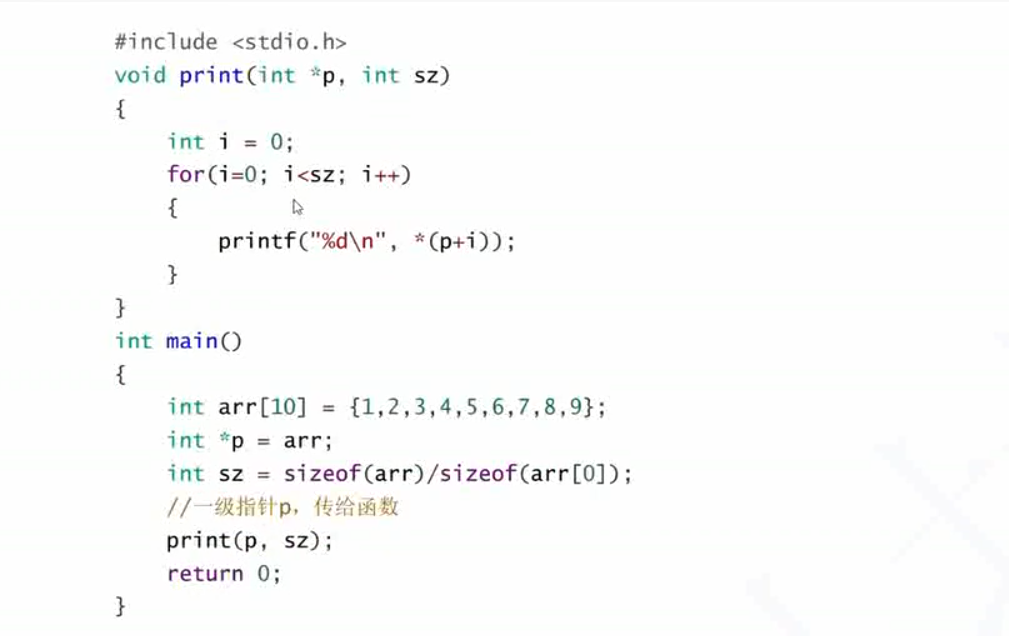 #include <stdio.h>
void print(int *p, int sz)
{
    int i = 0;
    for(i=0; i<sz; i++)
    {
        printf("%d\n", *(p+i));
    }
}
int main()
{
    int arr[10] = {1,2,3,4,5,6,7,8,9};
    int *p = arr;
    int sz = sizeof(arr)/sizeof(arr[0]);
    //一级指针p，传给函数
    print(p, sz);
    return 0;
}